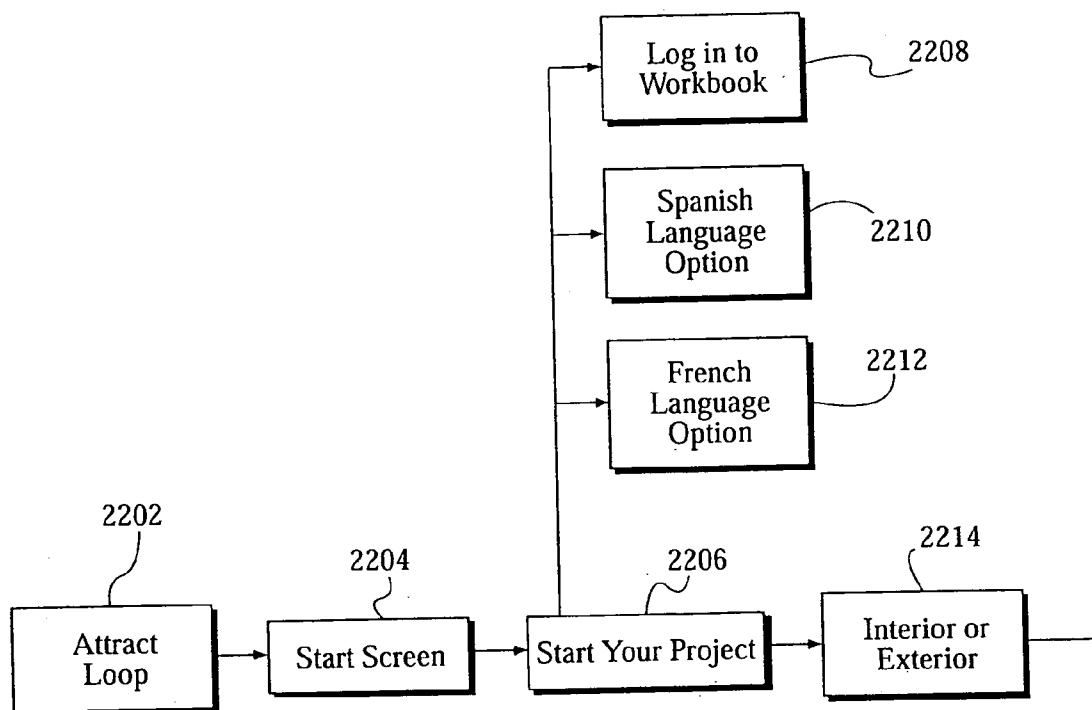 Log in to
Workbook
2208
Spanish
Language
Option
2210
French
Language
Option
2212
2202
Attract
Loop
2204
Start Screen
2206
Start Your Project
2214
Interior or
Exterior